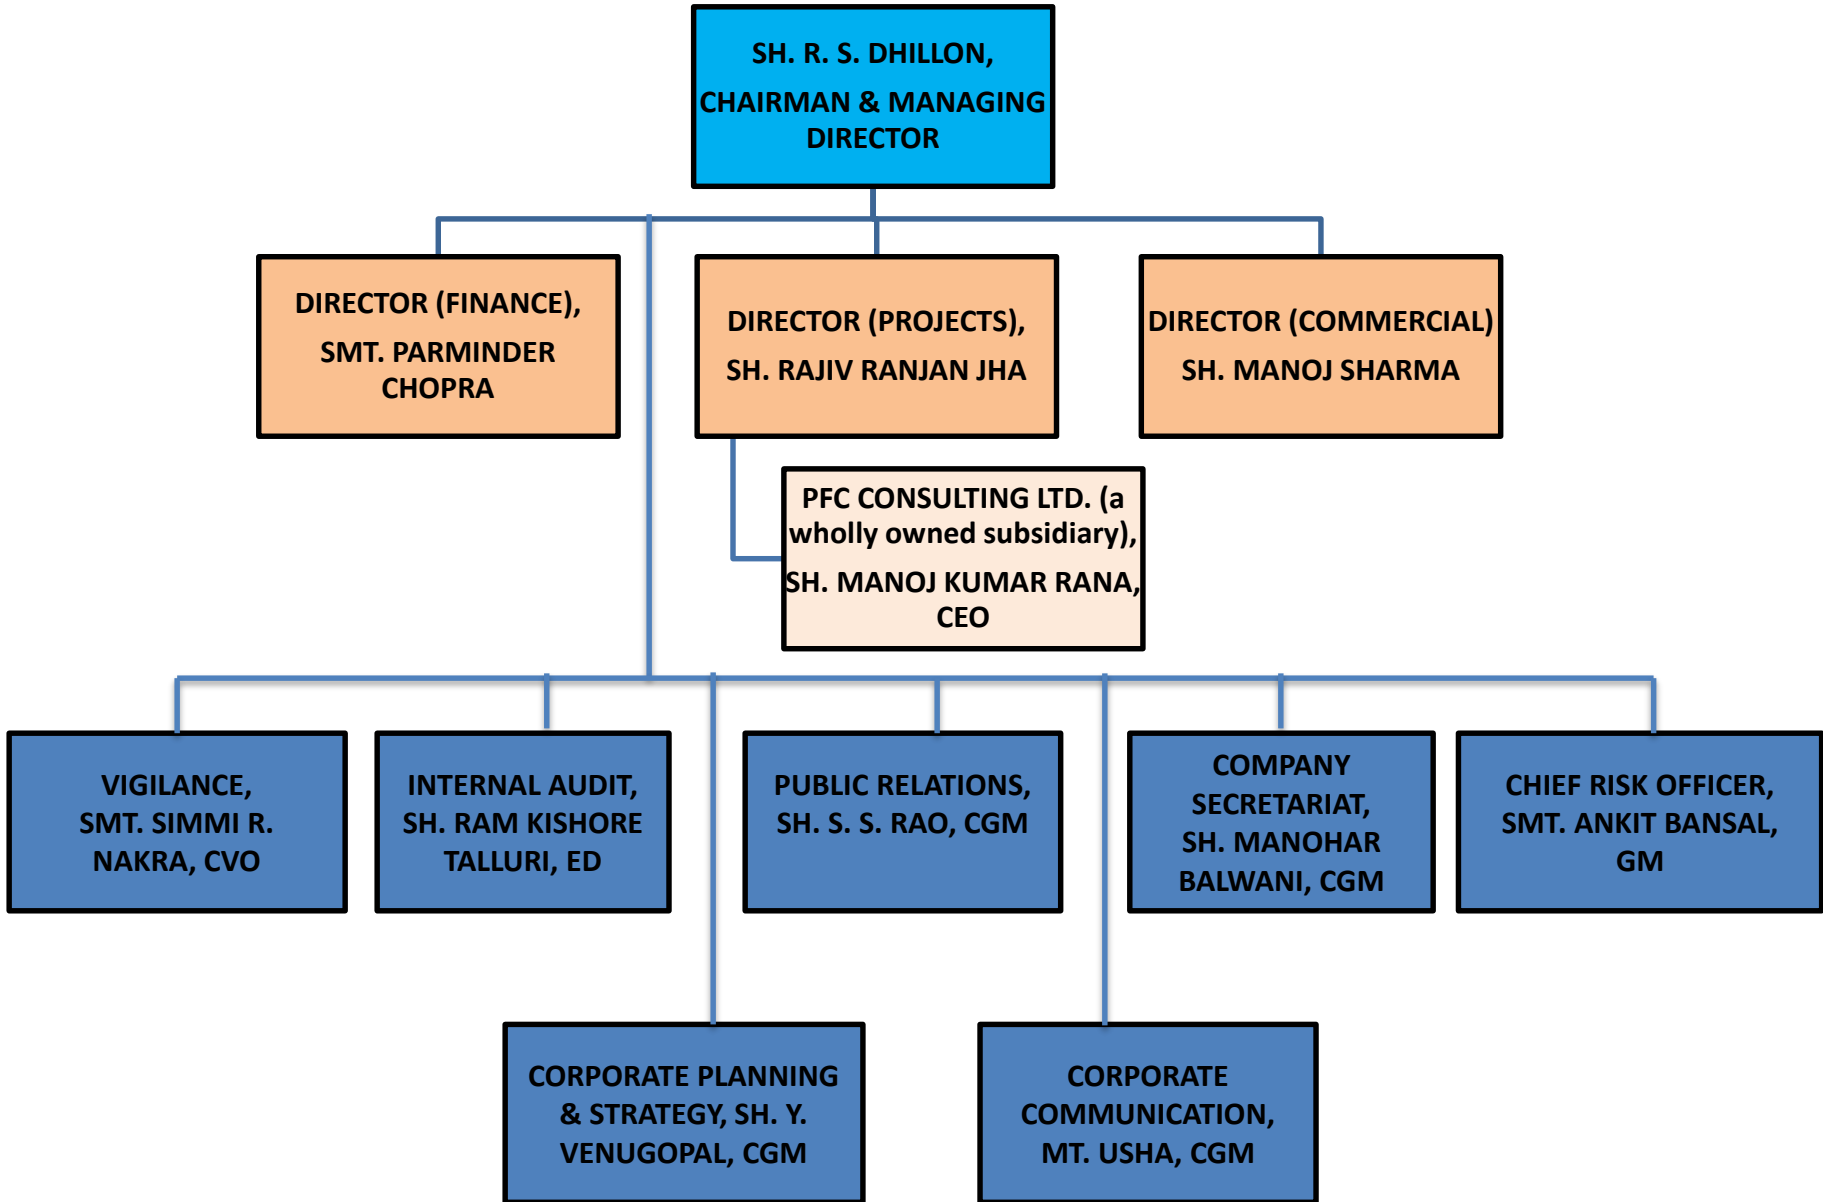 SH. R. S. DHILLON,
CHAIRMAN & MANAGING
DIRECTOR
DIRECTOR (FINANCE),
SMT. PARMINDER
CHOPRA
DIRECTOR (PROJECTS),
SH. RAJIV RANJAN JHA
DIRECTOR (COMMERCIAL)
SH. MANOJ SHARMA
PFC CONSULTING LTD. (a
wholly owned subsidiary),
SH. MANOJ KUMAR RANA,
CEO
VIGILANCE,
SMT. SIMMI R.
NAKRA, CVO
INTERNAL AUDIT,
SH. RAM KISHORE
TALLURI, ED
PUBLIC RELATIONS,
SH. S. S. RAO, CGM
COMPANY
SECRETARIAT,
SH. MANOHAR
BALWANI, CGM
CHIEF RISK OFFICER,
SMT. ANKIT BANSAL,
GM
CORPORATE PLANNING
& STRATEGY, SH. Y.
VENUGOPAL, CGM
CORPORATE
COMMUNICATION,
MT. USHA, CGM